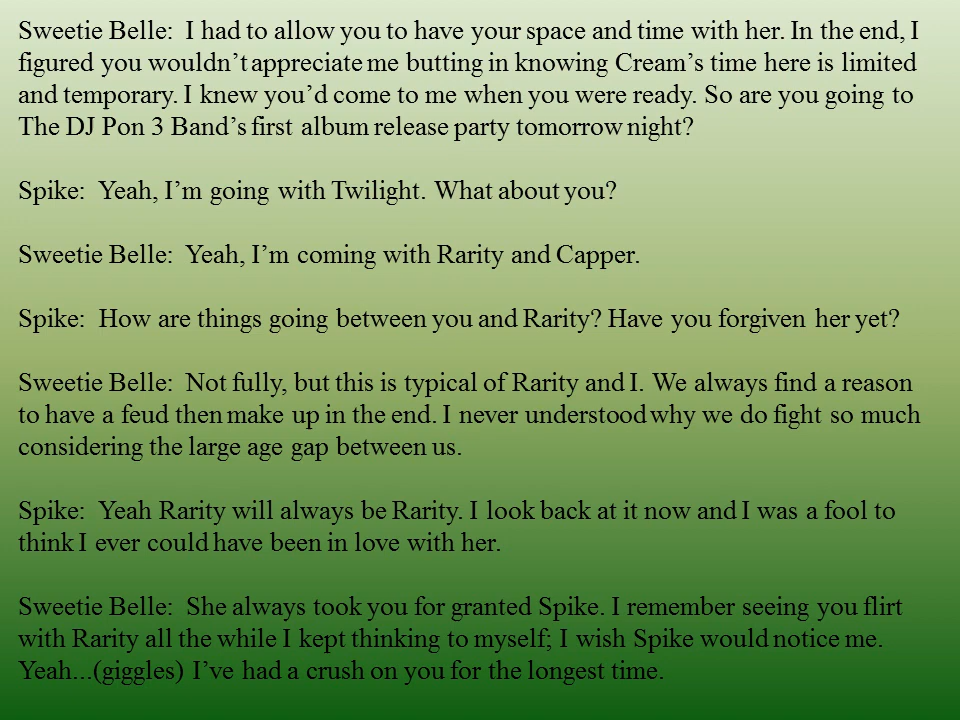 Sweetie Belle:  I had to allow you to have your space and time with her. In the end, I
figured you wouldn’t appreciate me butting in knowing Cream’s time here is limited
and temporary. I knew you’d come to me when you were ready. So are you going to
The DJ Pon 3 Band’s first album release party tomorrow night?
Spike:  Yeah, I’m going with Twilight. What about you?
Sweetie Belle:  Yeah, I’m coming with Rarity and Capper.
Spike:  How are things going between you and Rarity? Have you forgiven her yet?
Sweetie Belle:  Not fully, but this is typical of Rarity and I. We always find a reason
to have a feud then make up in the end. I never understood why we do fight so much
considering the large age gap between us.
Spike:  Yeah Rarity will always be Rarity. I look back at it now and I was a fool to
think I ever could have been in love with her.
Sweetie Belle:  She always took you for granted Spike. I remember seeing you flirt
with Rarity all the while I kept thinking to myself; I wish Spike would notice me.
Yeah...(giggles) I’ve had a crush on you for the longest time.